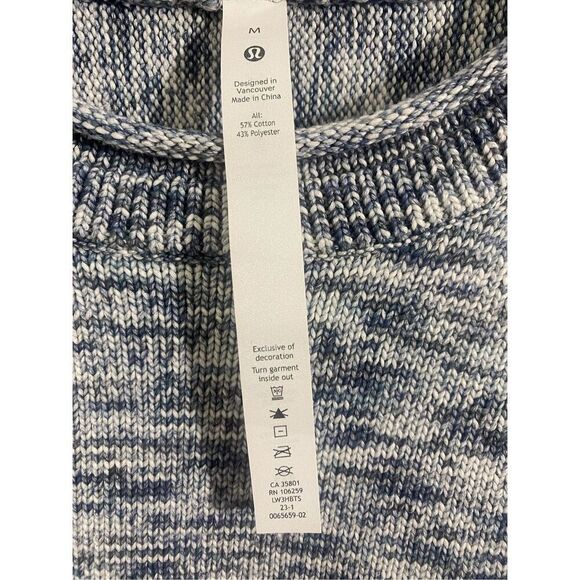 M
Designed in
Vancouver
Made in China
All:
57% Cotton
43% Polyester
Exclusive of
decoration
Turn garment
inside out
CA 35801
RN 106259
LW3HBTS
23-1
0065659-02